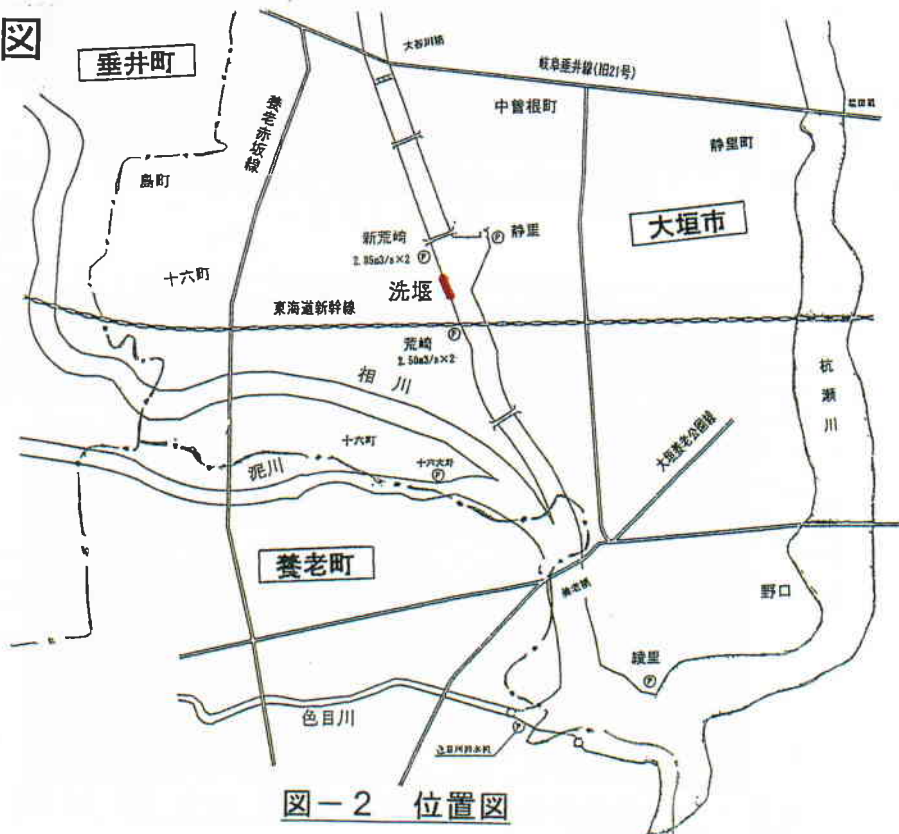 図
垂井町
大谷川橋
岐阜垂井線(旧21号)
養老赤坂線
中曽根町
静里町
島町
大垣市
新荒崎
2.85m3/s×2
P
静里
P
十六町
洗堰
東海道新幹線
荒崎
2.50m3/s×2
P
相川
杭瀬川
十六町
大垣養老公園線
泥川
P
養老町
養老橋
野口
綾里
P
色目川
P
図-2 位置図